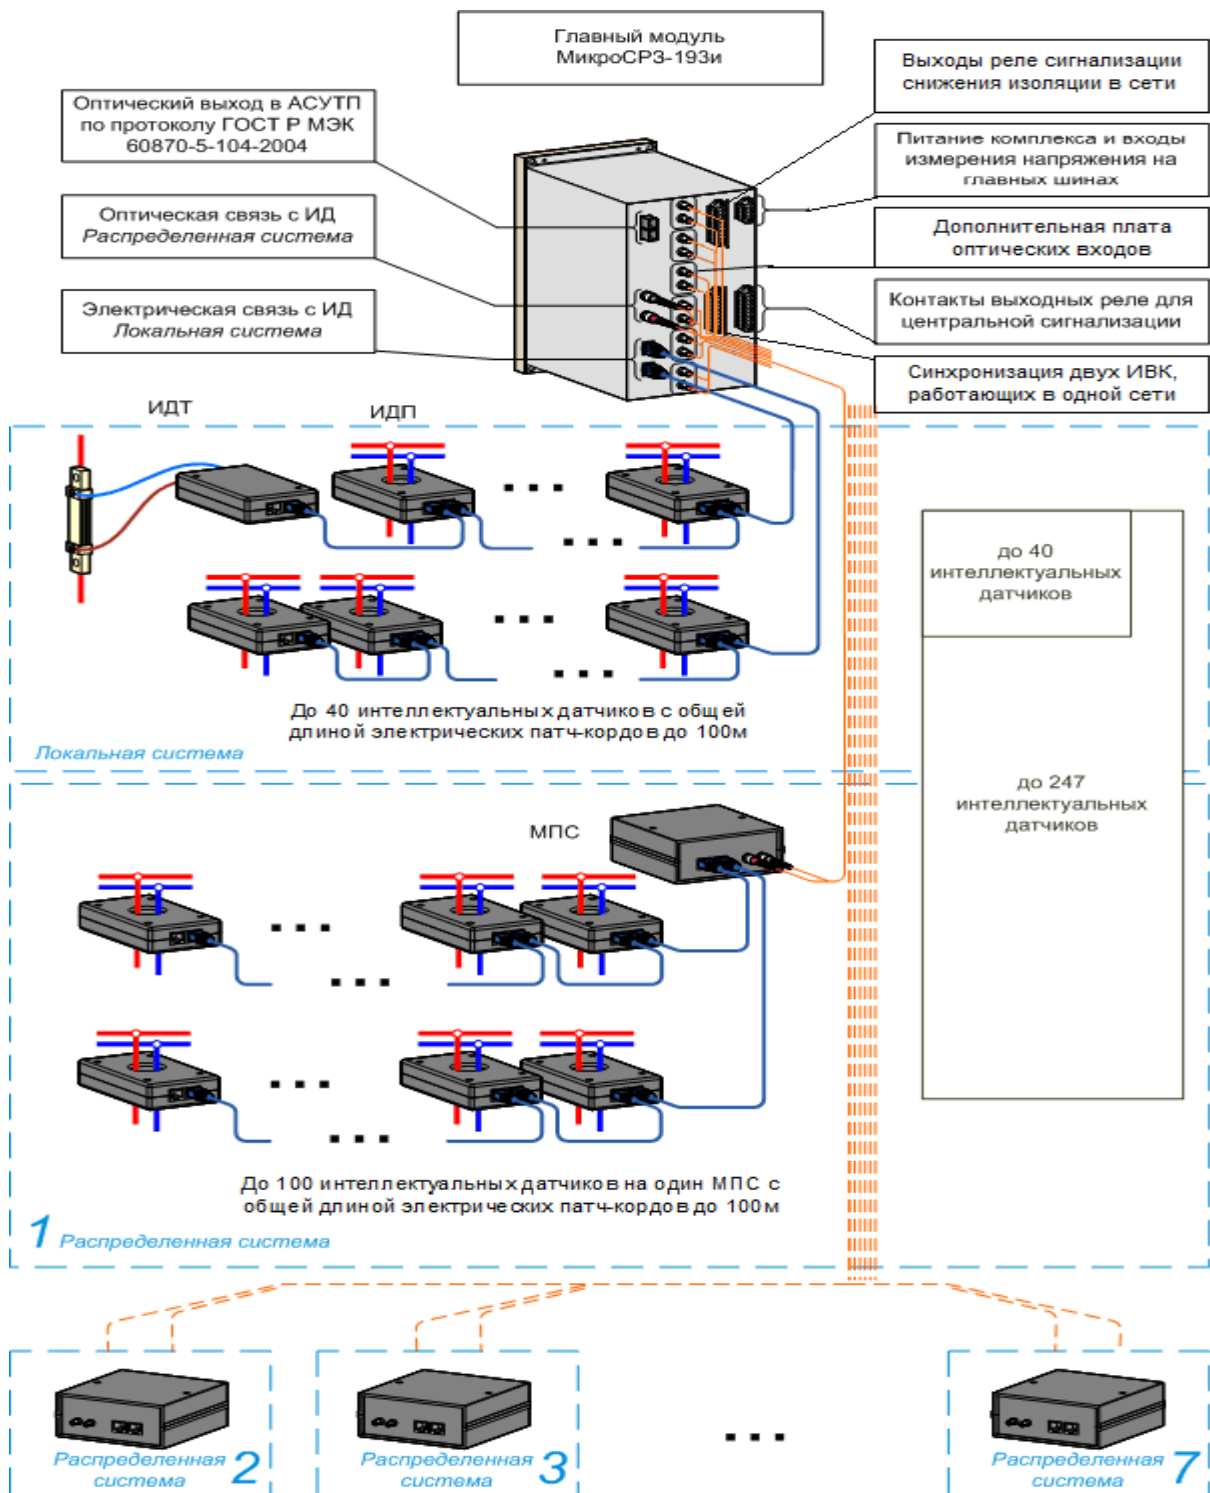 Главный модуль
МикроСРЗ-193и
Выходы реле сигнализации
снижения изоляции в сети
Оптический выход в АСУТП
по протоколу ГОСТ Р МЭК
60870-5-104-2004
Питание комплекса и входы
измерения напряжения на
главных шинах
Оптическая связь с ИД
Распределенная система
Дополнительная плата
оптических входов
Электрическая связь с ИД
Локальная система
Контакты выходных реле для
центральной сигнализации
Синхронизация двух ИВК,
работающих в одной сети
ИДТ
ИДП
до 40
интеллектуальных
датчиков
До 40 интеллектуальных датчиков с общей
длиной электрических патч-кордов до 100м
Локальная система
до 247
интеллектуальных
датчиков
МПС
До 100 интеллектуальных датчиков на один МПС с
общей длиной электрических патч-кордов до 100м
1 Распределенная система
Распределенная
система 2
Распределенная
система 3
Распределенная
система 7